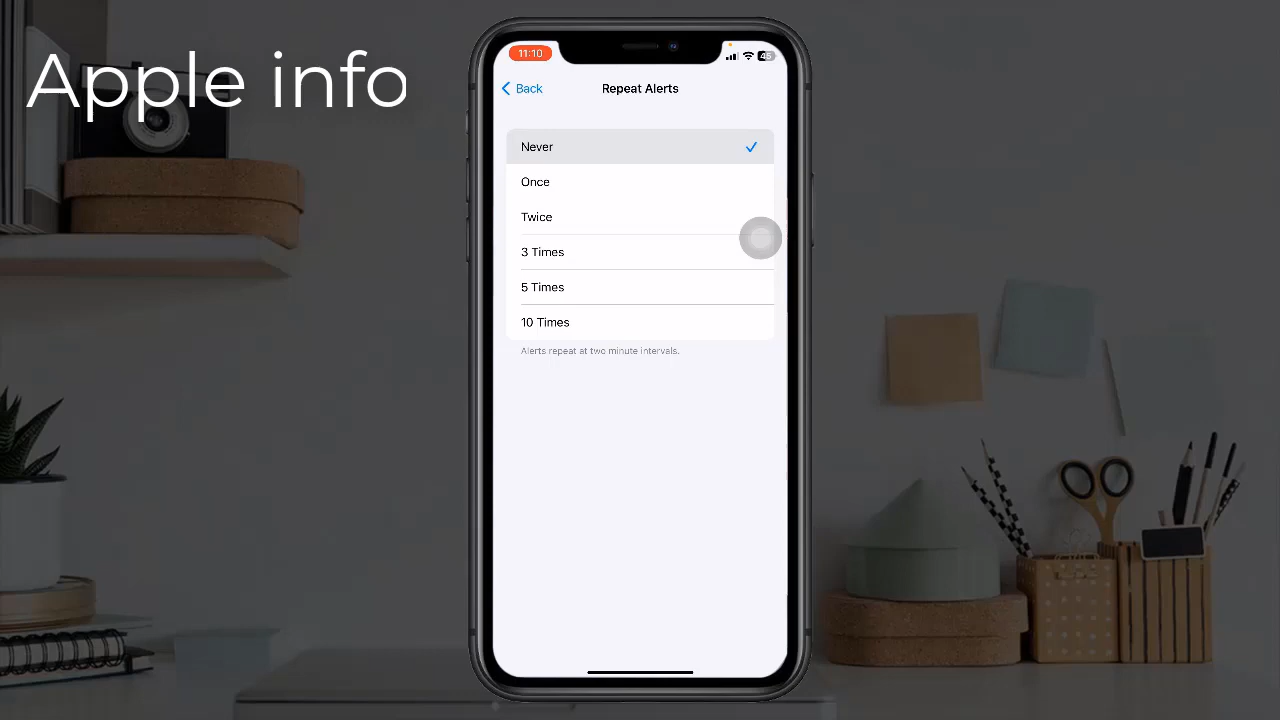 Apple info
11:10
45
Back
Repeat Alerts
Never
Once
Twice
3 Times
5 Times
10 Times
Alerts repeat at two minute intervals.